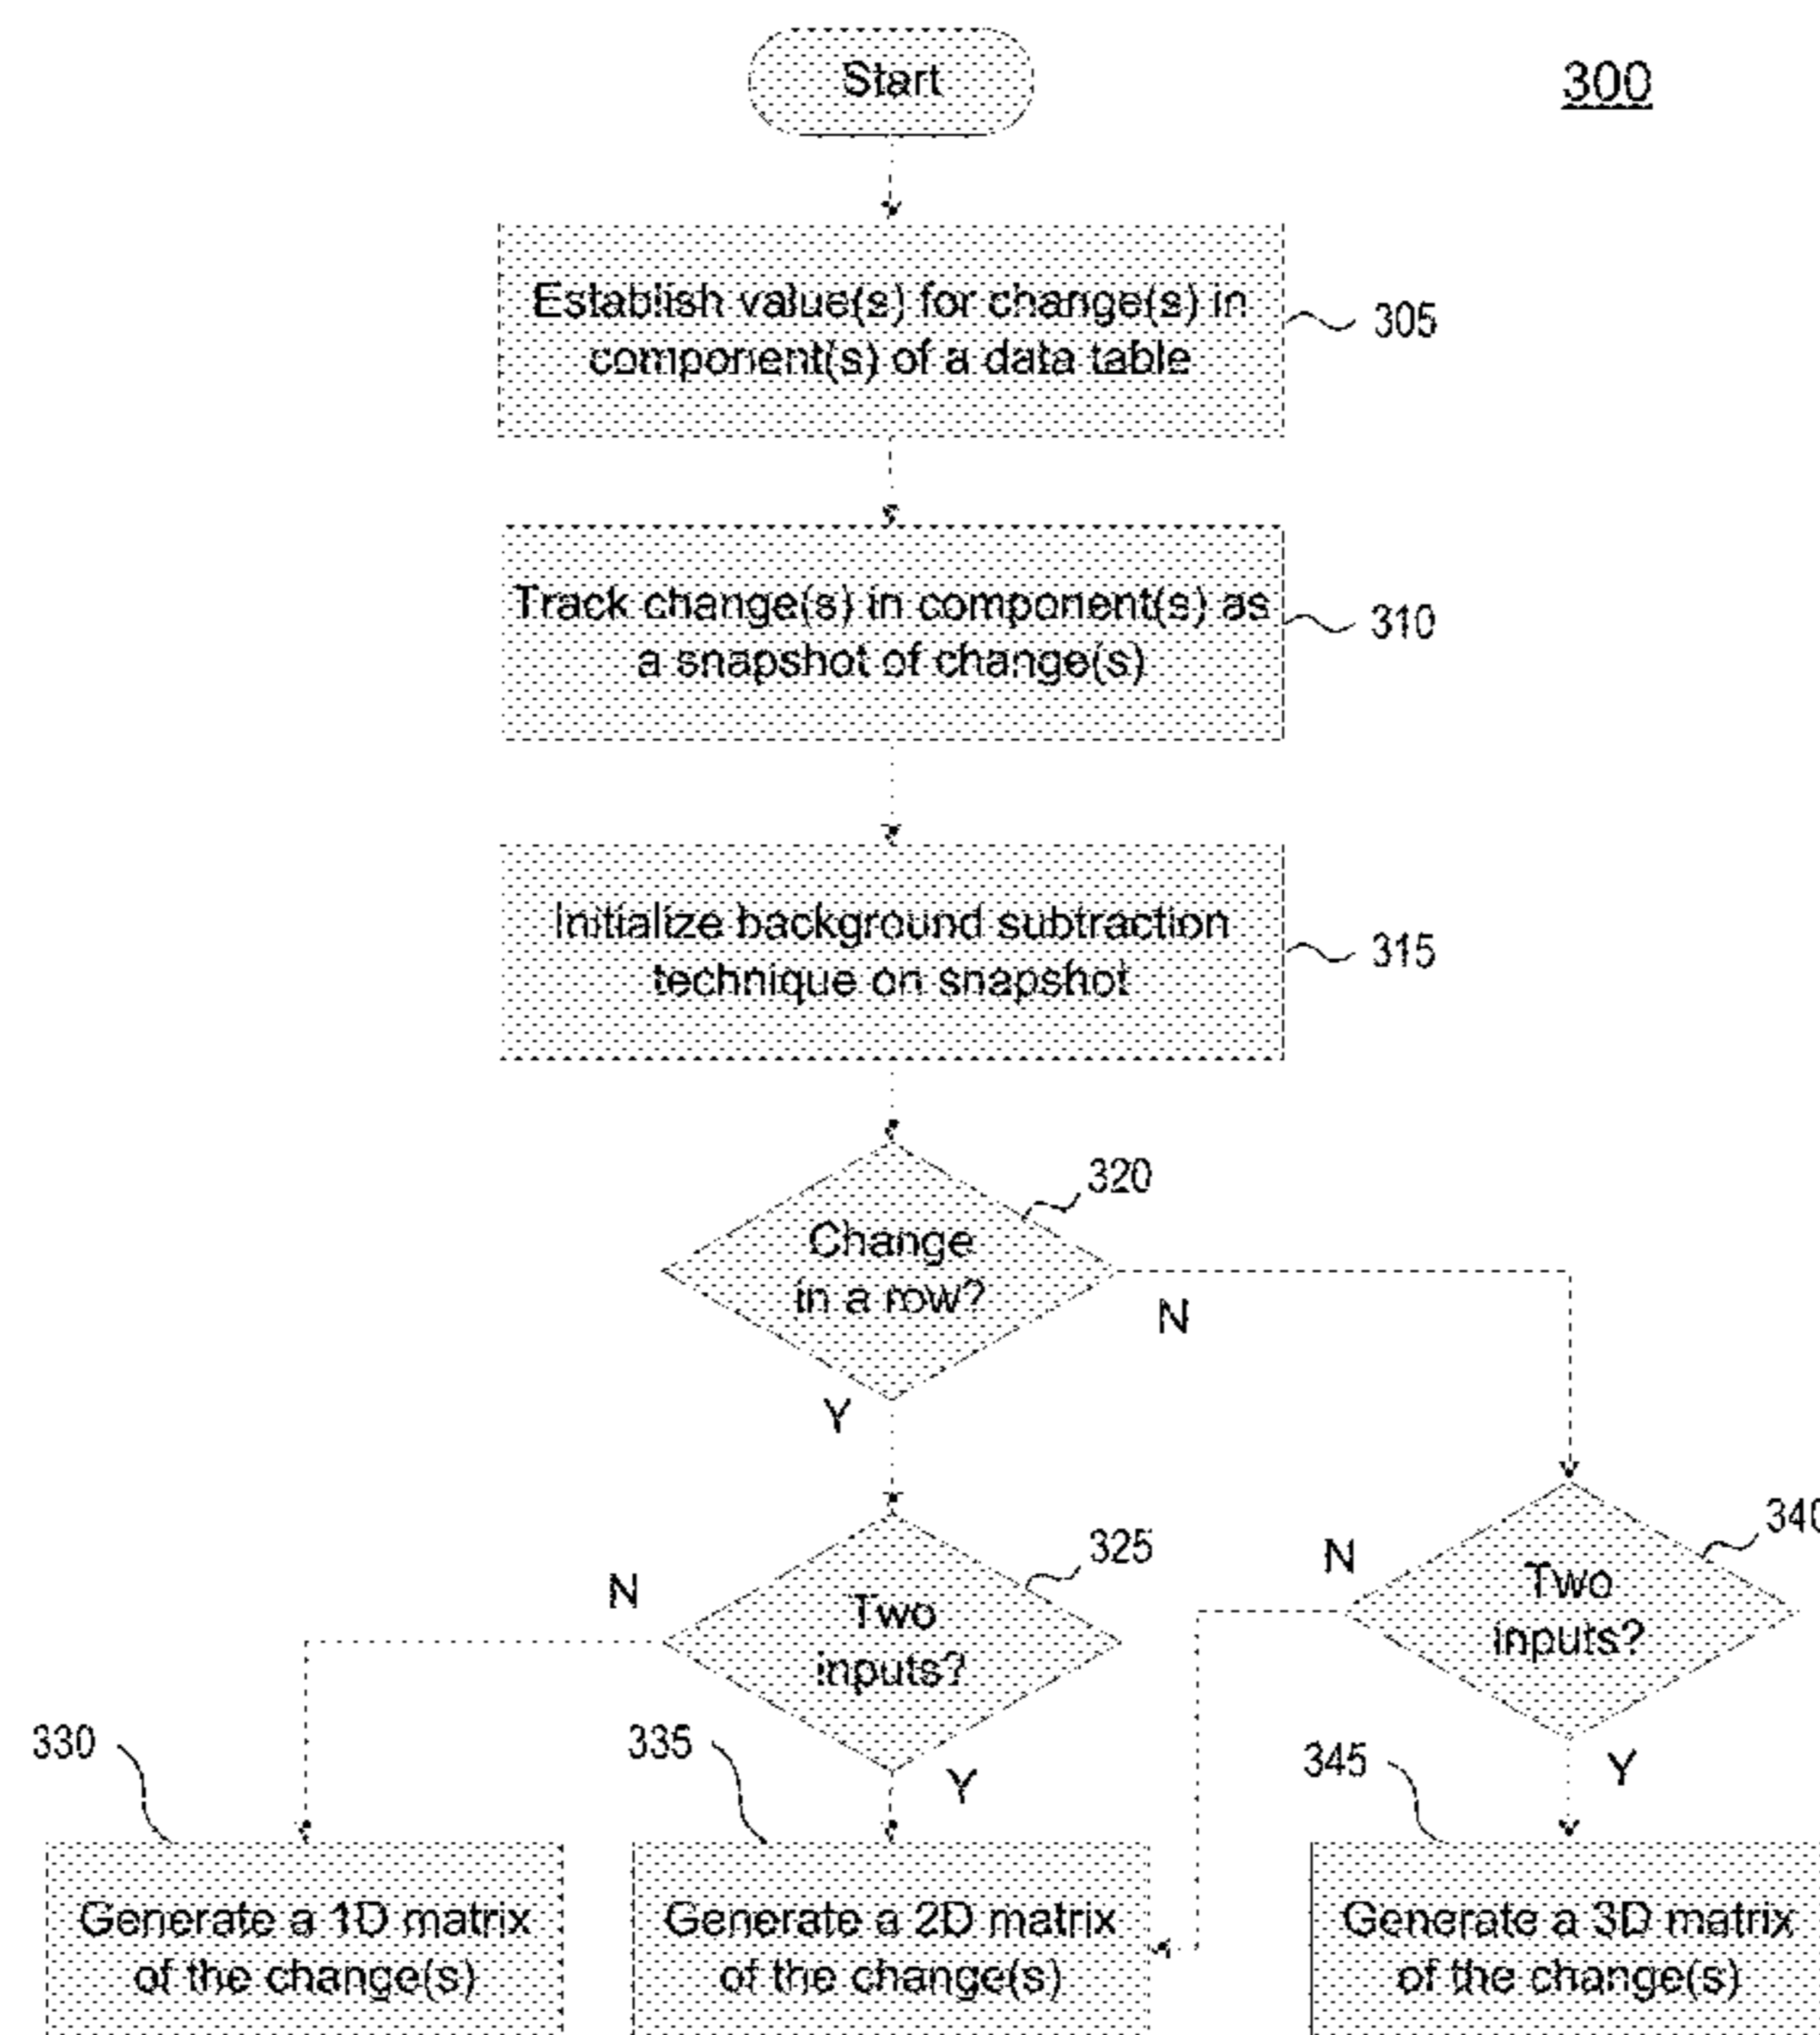 Start
300
Establish value(s) for change(s) in
component(s) of a data table
305
Track change(s) in component(s) as
a snapshot of change(s)
310
Initialize background subtraction
technique on snapshot
315
320
Change
in a row?
N
Y
325
Two
inputs?
N
Y
340
Two
inputs?
N
Y
330
335
345
Generate a 1D matrix
of the change(s)
Generate a 2D matrix
of the change(s)
Generate a 3D matrix
of the change(s)